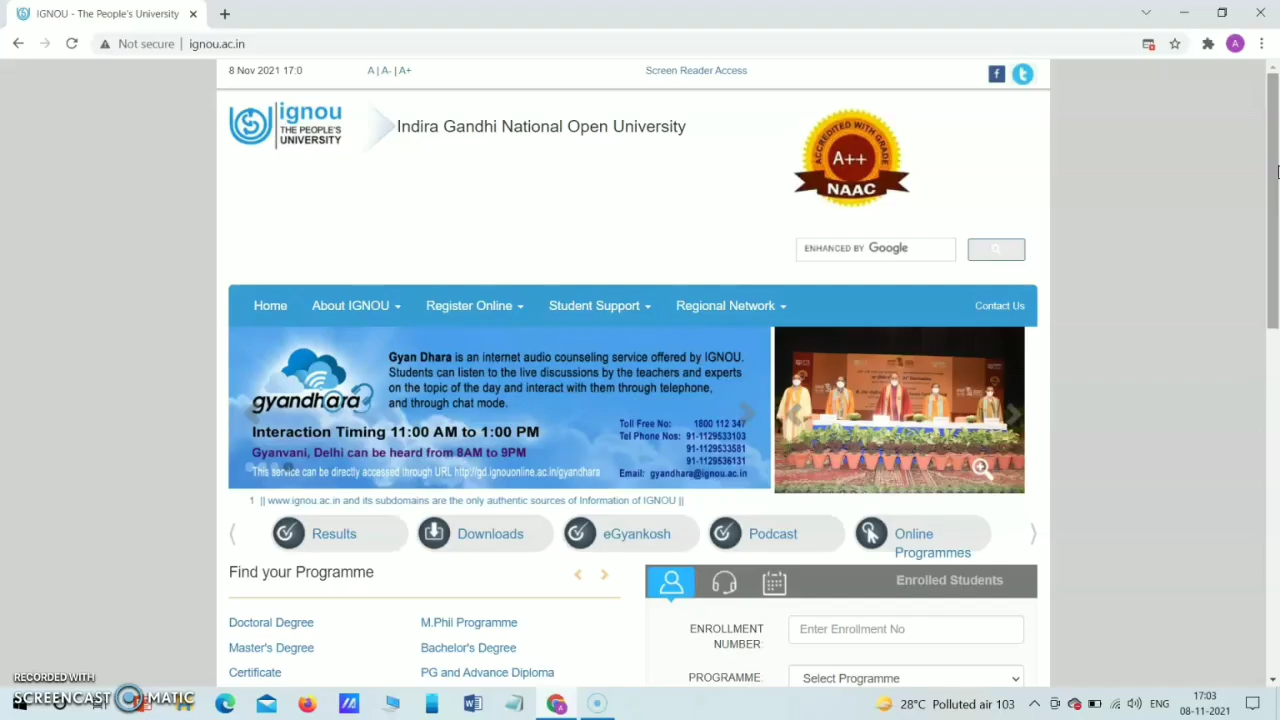 IGNOU - The People's University
Not secure | ignou.ac.in
8 Nov 2021 17:0
A | A- | A+
Screen Reader Access
ignou
THE PEOPLE'S
UNIVERSITY
Indira Gandhi National Open University
ACCREDITED WITH GRADE
A++
NAAC
ENHANCED BY Google
Home
About IGNOU
Register Online
Student Support
Regional Network
Contact Us
gyandhara
Gyan Dhara is an internet audio counseling service offered by IGNOU.
Students can listen to the live discussions by the teachers and experts
on the topic of the day and interact with them through telephone,
and through chat mode.
Interaction Timing 11:00 AM to 1:00 PM
Gyanvani, Delhi can be heard from 8AM to 9PM
This service can be directly accessed through URL http://gd.ignouonline.ac.in/gyandhara
Toll Free No: 1800 112 347
Tel Phone Nos: 91-1129533103
91-1129533581
91-1129536131
Email: gyandhara@ignou.ac.in
1 || www.ignou.ac.in and its subdomains are the only authentic sources of Information of IGNOU ||
Results
Downloads
eGyankosh
Podcast
Online
Programmes
Find your Programme
Doctoral Degree
M.Phil Programme
Master's Degree
Bachelor's Degree
Certificate
PG and Advance Diploma
Enrolled Students
ENROLLMENT
NUMBER:
Enter Enrollment No
PROGRAMME:
Select Programme
RECORDED WITH
SCREENCAST MATIC
28°C Polluted air 103
ENG
17:03
08-11-2021